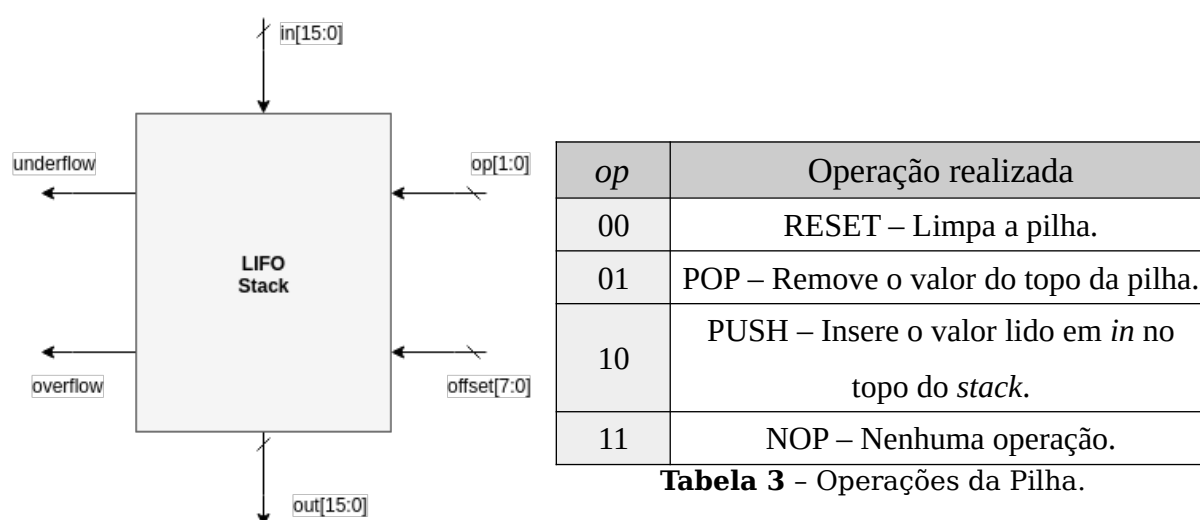 in[15:0]
underflow
op[1:0]
LIFO
Stack
overflow
offset[7:0]
out[15:0]
op Operação realizada
00 RESET – Limpa a pilha.
01 POP – Remove o valor do topo da pilha.
10 PUSH – Insere o valor lido em in no
topo do stack.
11 NOP – Nenhuma operação.
Tabela 3 – Operações da Pilha.